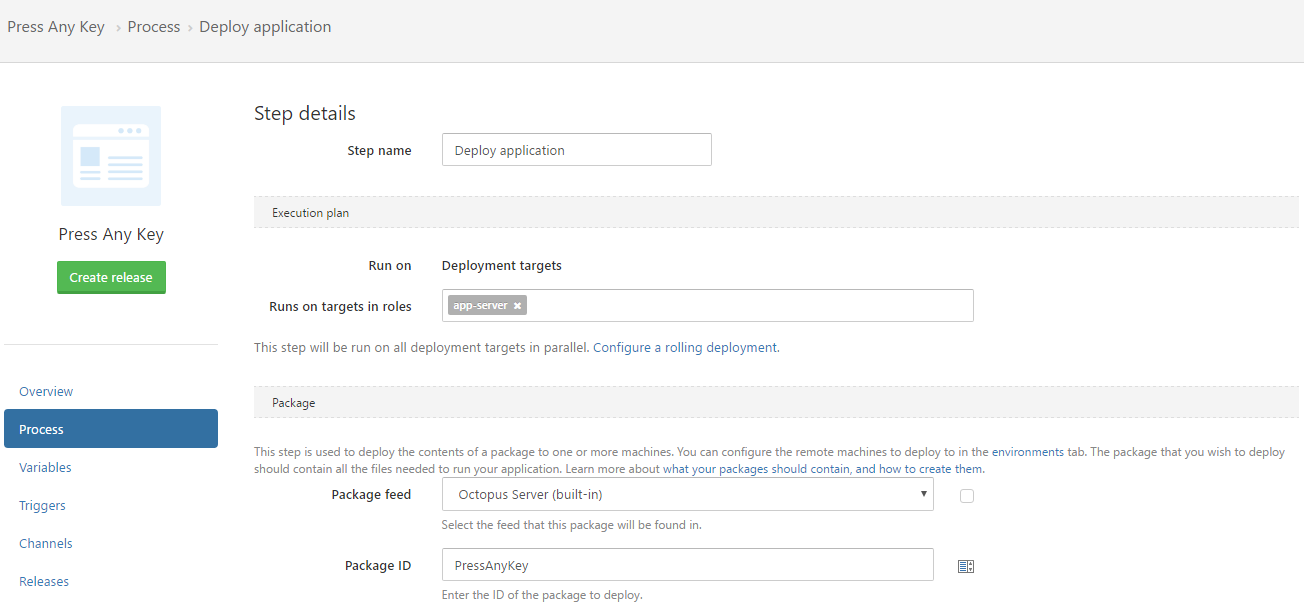 Press Any Key › Process › Deploy application
Step details
Step name
Deploy application
Press Any Key
Create release
Execution plan
Run on
Deployment targets
Runs on targets in roles
app-server ×
This step will be run on all deployment targets in parallel. Configure a rolling deployment.
Overview
Process
Variables
Triggers
Channels
Releases
Package
This step is used to deploy the contents of a package to one or more machines. You can configure the remote machines to deploy to in the environments tab. The package that you wish to deploy
should contain all the files needed to run your application. Learn more about what your packages should contain, and how to create them.
Package feed
Octopus Server (built-in)
Select the feed that this package will be found in.
Package ID
PressAnyKey
Enter the ID of the package to deploy.